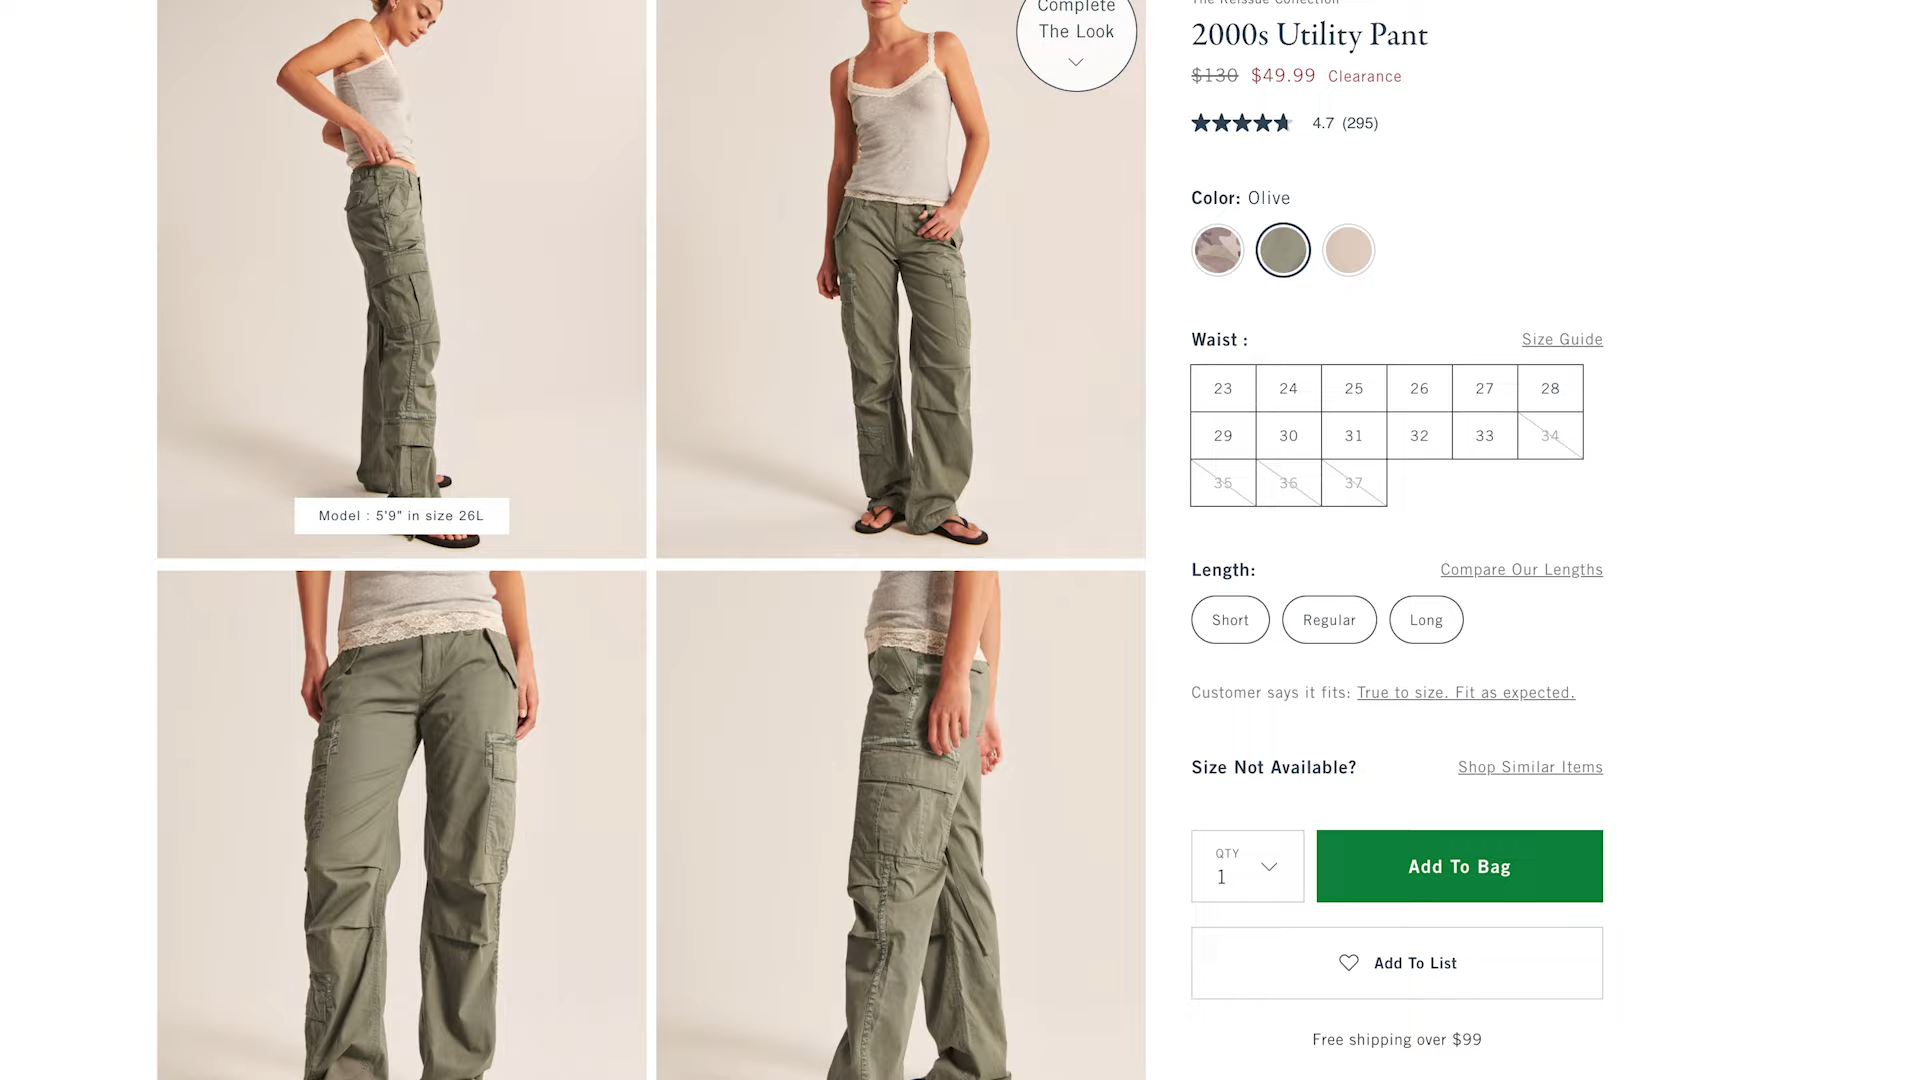 Complete
The Look
Model : 5'9" in size 26L
The Reissue Collection
2000s Utility Pant
$130 $49.99 Clearance
4.7 (295)
Color: Olive
Waist : Size Guide
23 24 25 26 27 28
29 30 31 32 33 34
35 36 37
Length: Compare Our Lengths
Short Regular Long
Customer says it fits: True to size. Fit as expected.
Size Not Available? Shop Similar Items
QTY
1
Add To Bag
Add To List
Free shipping over $99